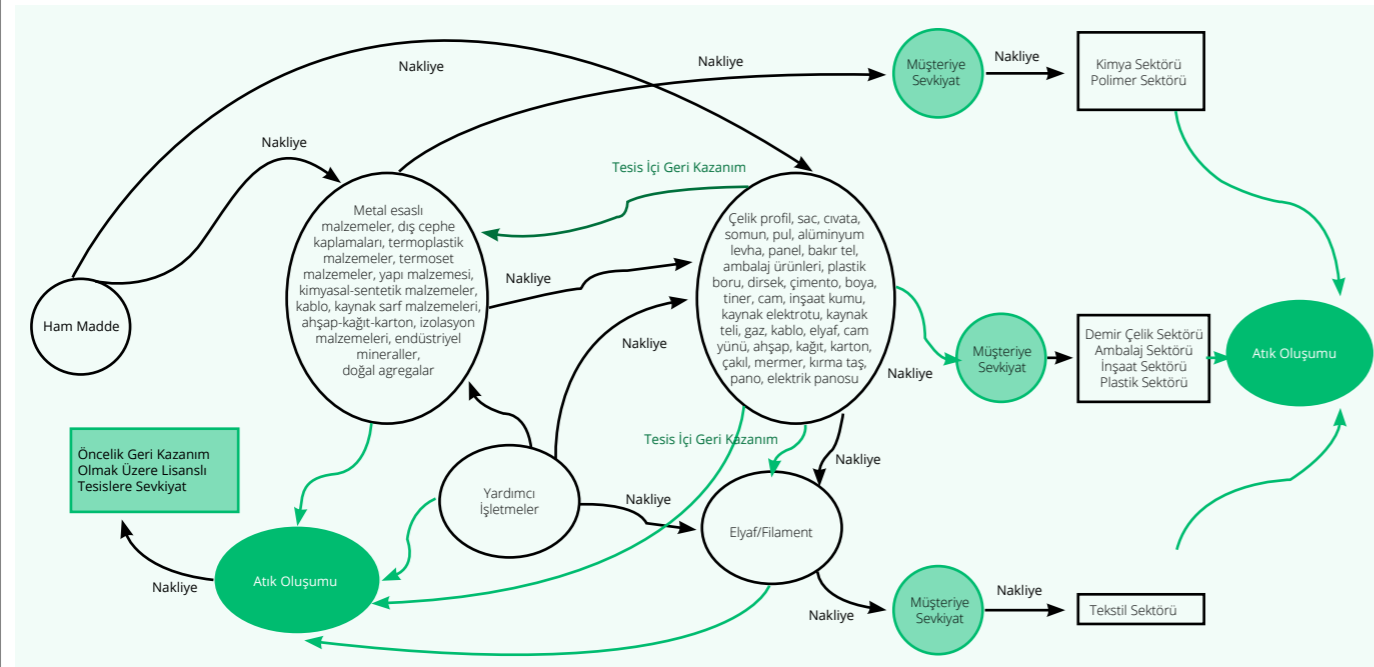 Nakliye
Nakliye
Müşteriye
Sevkiyat
Nakliye
Kimya Sektörü
Polimer Sektörü
Ham Madde
Metal esaslı
malzemeler, dış cephe
kaplamaları, termoplastik
malzemeler, termoset
malzemeler, yapı malzemesi,
kimyasal-sentetik malzemeler,
kablo, kaynak sarf malzemeleri,
ahşap-kağıt-karton, izolasyon
malzemeleri, endüstriyel
mineraller,
doğal agregalar
Tesis İçi Geri Kazanım
Nakliye
Nakliye
Çelik profil, sac, cıvata,
somun, pul, alüminyum
levha, panel, bakır tel,
ambalaj ürünleri, plastik
boru, dirsek, çimento, boya,
tiner, cam, inşaat kumu,
kaynak elektrotu, kaynak
teli, gaz, kablo, elyaf, cam
yünü, ahşap, kağıt, karton,
çakıl, mermer, kırma taş,
pano, elektrik panosu
Nakliye
Müşteriye
Sevkiyat
Demir Çelik Sektörü
Ambalaj Sektörü
İnşaat Sektörü
Plastik Sektörü
Atık Oluşumu
Öncelik Geri Kazanım
Olmak Üzere Lisanslı
Tesislere Sevkiyat
Nakliye
Atık Oluşumu
Yardımcı
İşletmeler
Nakliye
Tesis İçi Geri Kazanım
Nakliye
Elyaf/Filament
Nakliye
Müşteriye
Sevkiyat
Nakliye
Tekstil Sektörü